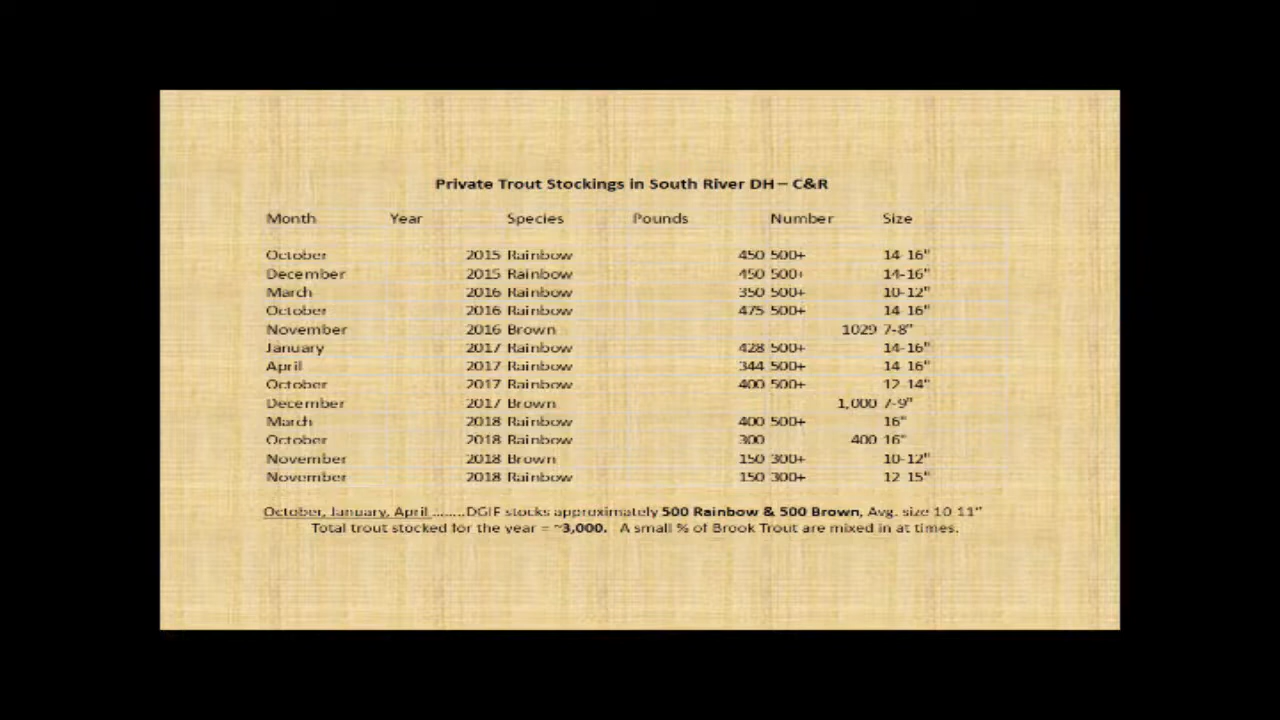 Private Trout Stockings in South River DH – C&R
Month Year Species Pounds Number Size
October 2015 Rainbow 450 500+ 14-16"
December 2015 Rainbow 450 500+ 14-16"
March 2016 Rainbow 350 500+ 10-12"
October 2016 Rainbow 475 500+ 14-16"
November 2016 Brown 1029 7-8"
January 2017 Rainbow 428 500+ 14-16"
April 2017 Rainbow 344 500+ 14-16"
October 2017 Rainbow 400 500+ 12-14"
December 2017 Brown 1,000 7-9"
March 2018 Rainbow 400 500+ 16"
October 2018 Rainbow 300 400 16"
November 2018 Brown 150 300+ 10-12"
November 2018 Rainbow 150 300+ 12-15"
October, January, April ........DGIF stocks approximately 500 Rainbow & 500 Brown, Avg. size 10-11"
Total trout stocked for the year = ~3,000. A small % of Brook Trout are mixed in at times.